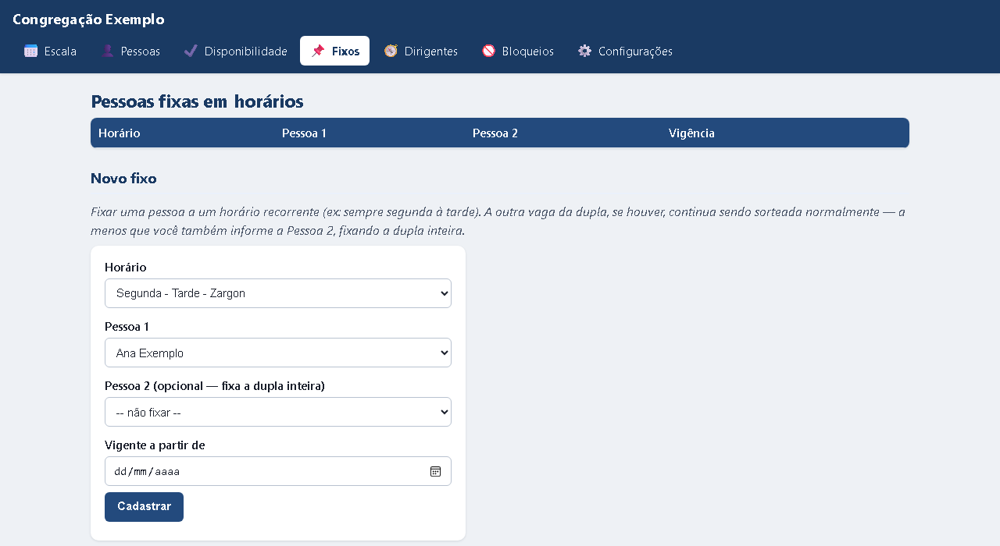 Congregação Exemplo
Escala Pessoas Disponibilidade Fixos Dirigentes Bloqueios Configurações
Pessoas fixas em horários
Horário Pessoa 1 Pessoa 2 Vigência
Novo fixo
Fixar uma pessoa a um horário recorrente (ex: sempre segunda à tarde). A outra vaga da dupla, se houver, continua sendo sorteada normalmente — a
menos que você também informe a Pessoa 2, fixando a dupla inteira.
Horário
Segunda - Tarde - Zargon
Pessoa 1
Ana Exemplo
Pessoa 2 (opcional — fixa a dupla inteira)
-- não fixar --
Vigente a partir de
dd/mm/aaaa
Cadastrar